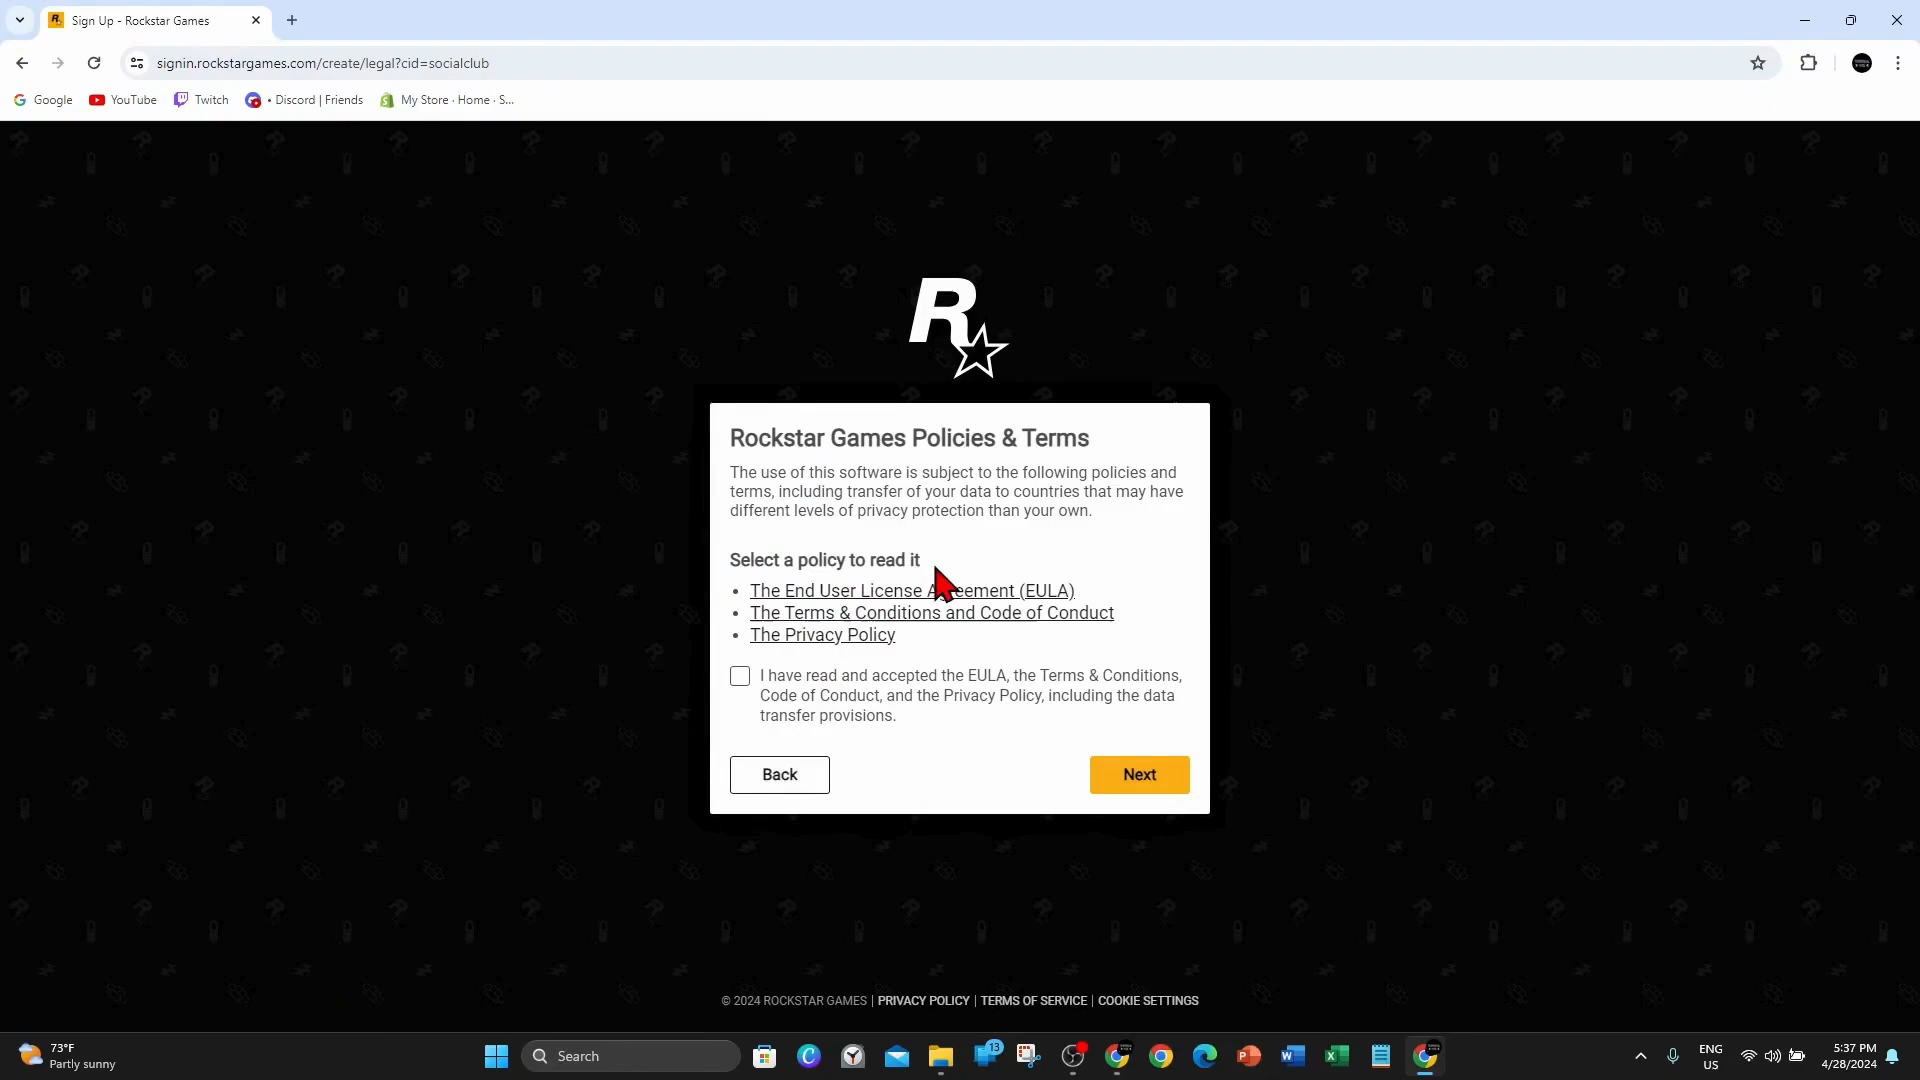 Sign Up - Rockstar Games
signin.rockstargames.com/create/legal?cid=socialclub
Google
YouTube
Twitch
• Discord | Friends
My Store · Home · S...
R
Rockstar Games Policies & Terms
The use of this software is subject to the following policies and
terms, including transfer of your data to countries that may have
different levels of privacy protection than your own.
Select a policy to read it
• The End User License Agreement (EULA)
• The Terms & Conditions and Code of Conduct
• The Privacy Policy
I have read and accepted the EULA, the Terms & Conditions,
Code of Conduct, and the Privacy Policy, including the data
transfer provisions.
Back
Next
© 2024 ROCKSTAR GAMES | PRIVACY POLICY | TERMS OF SERVICE | COOKIE SETTINGS
73°F
Partly sunny
Search
13
ENG
US
5:37 PM
4/28/2024